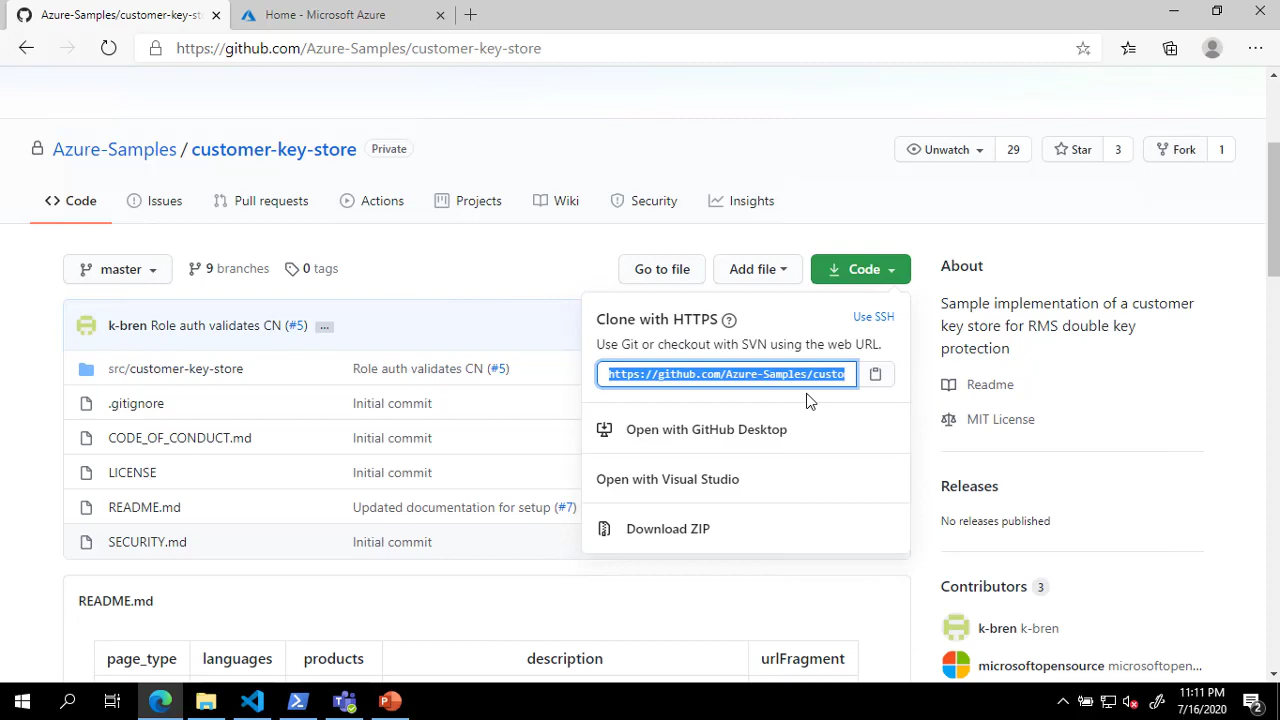 Azure-Samples/customer-key-st
Home - Microsoft Azure
https://github.com/Azure-Samples/customer-key-store
Azure-Samples / customer-key-store Private
Unwatch 29
Star 3
Fork 1
Code
Issues
Pull requests
Actions
Projects
Wiki
Security
Insights
master
9 branches
0 tags
Go to file
Add file
Code
k-bren Role auth validates CN (#5) ...
src/customer-key-store Role auth validates CN (#5)
.gitignore Initial commit
CODE_OF_CONDUCT.md Initial commit
LICENSE Initial commit
README.md Updated documentation for setup (#7)
SECURITY.md Initial commit
Clone with HTTPS ?
Use SSH
Use Git or checkout with SVN using the web URL.
https://github.com/Azure-Samples/custo
Open with GitHub Desktop
Open with Visual Studio
Download ZIP
About
Sample implementation of a customer
key store for RMS double key
protection
Readme
MIT License
Releases
No releases published
Contributors 3
k-bren k-bren
microsoftopensource microsoftopen...
README.md
page_type languages products description urlFragment
11:11 PM
7/16/2020
2